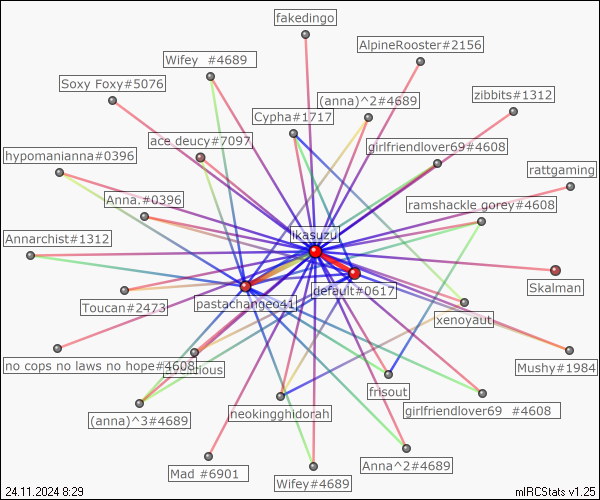 fakedingo
AlpineRooster#2156
Wifey  #4689
Soxy Foxy#5076
(anna)^2#4689
zibbits#1312
Cypha#1717
ace deucy#7097
girlfriendlover69#4608
hypomanianna#0396
rattgaming
Anna.#0396
ramshackle gorey#4608
Annarchist#1312
ikasuzu
Skalman
default#0617
pastachangeo41
Toucan#2473
xenoyaut
no cops no laws no hope#4608
Mushy#1984
frisout
(anna)^3#4689
neokingghidorah
girlfriendlover69  #4608
Anna^2#4689
Mad #6901
Wifey#4689
24.11.2024 8:29
mIRCStats v1.25